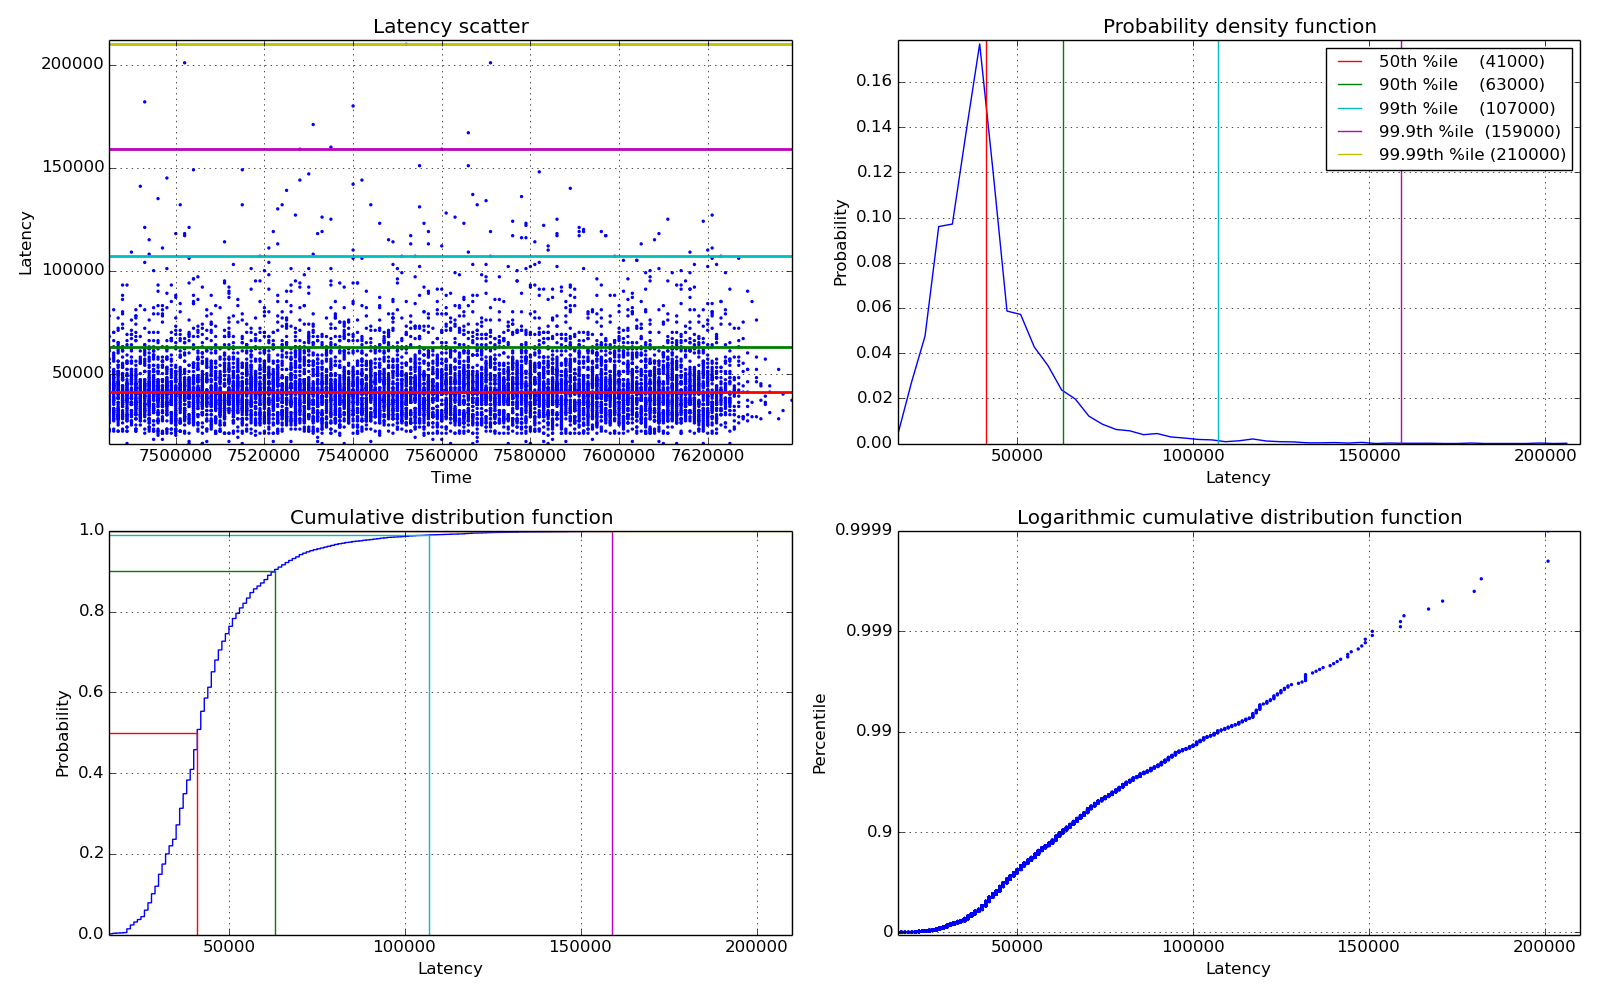 Latency scatter
200000
150000
100000
50000
Latency
7500000 7520000 7540000 7560000 7580000 7600000 7620000
Time
Probability density function
50th %ile (41000)
90th %ile (63000)
99th %ile (107000)
99.9th %ile (159000)
99.99th %ile (210000)
0.16
0.14
0.12
0.10
0.08
0.06
0.04
0.02
0.00
Probability
50000 100000 150000 200000
Latency
Cumulative distribution function
1.0
0.8
0.6
0.4
0.2
0.0
Probability
50000 100000 150000 200000
Latency
Logarithmic cumulative distribution function
0.9999
0.999
0.99
0.9
0
Percentile
50000 100000 150000 200000
Latency